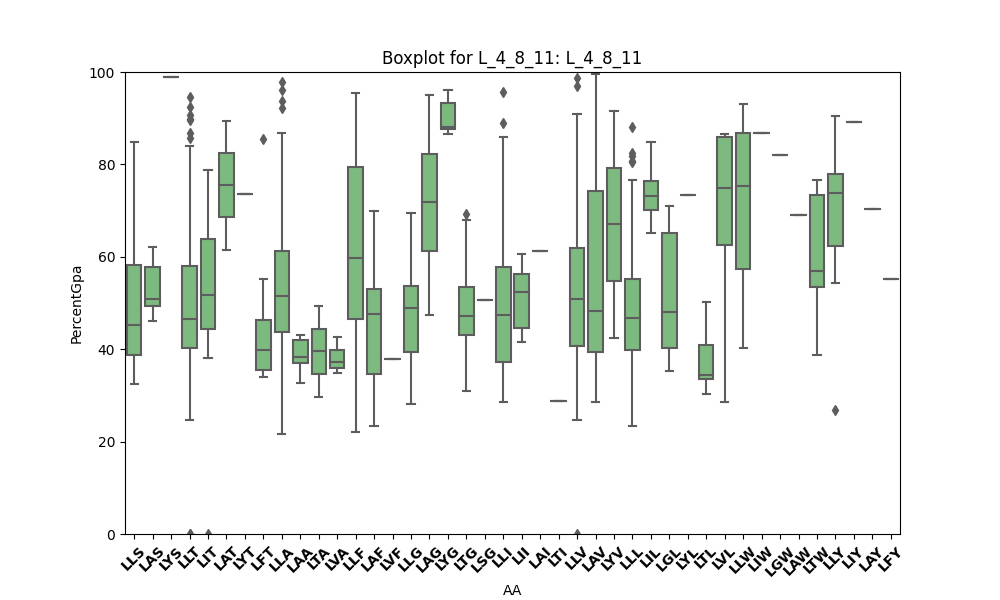 Boxplot for L_4_8_11: L_4_8_11
100
80
60
40
20
0
PercentGpa
LLS LAS LYS LLT LIT LAT LYT LFT LLA LAA LTA LVA LLF LAF LVF LLG LAG LYG LTG LSG LLI LII LAI LTI LLV LAV LYV LLL LIL LGL LYL LTL LVL LLW LIW LGW LAW LTW LLY LIY LAY LFY
AA